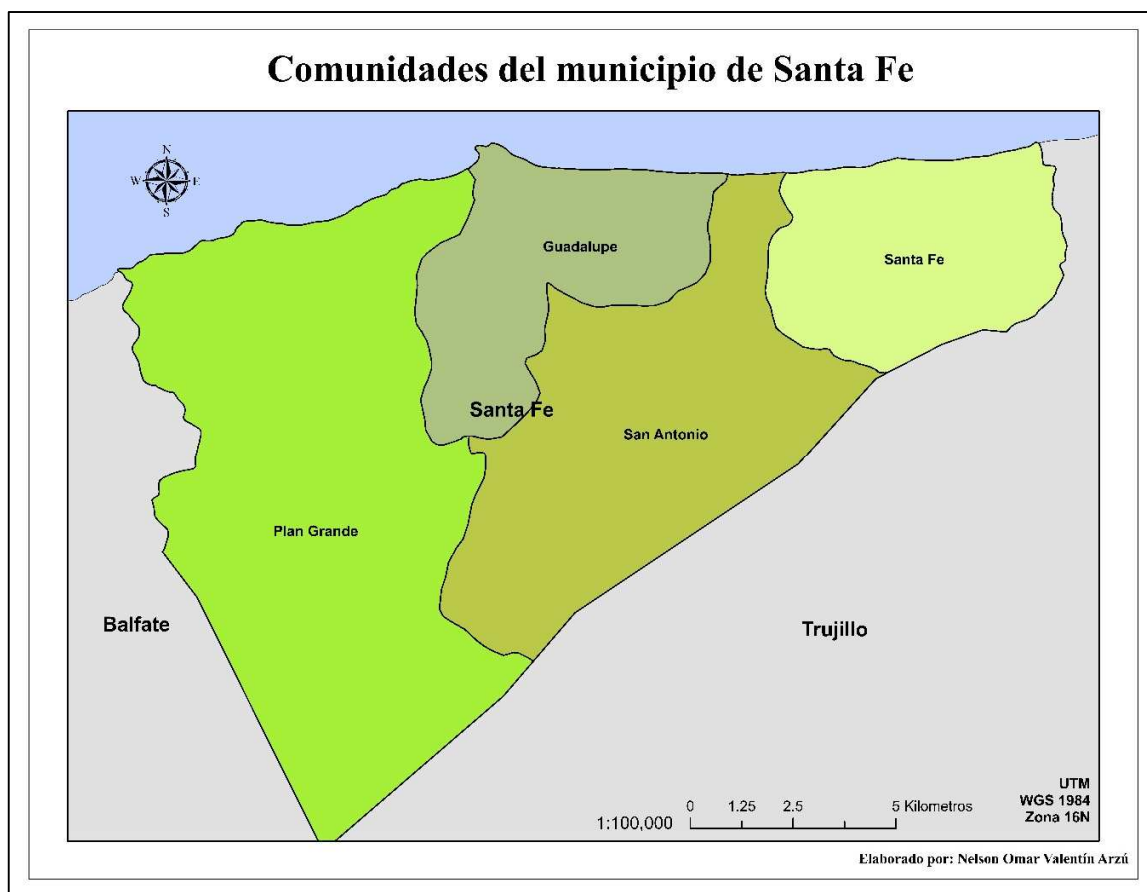 Comunidades del municipio de Santa Fe
N
W E
S
Guadalupe
Santa Fe
Santa Fe
San Antonio
Plan Grande
Balfate
Trujillo
UTM
WGS 1984
Zona 16N
0 1.25 2.5 5 Kilometros
1:100,000
Elaborado por: Nelson Omar Valentín Arzú